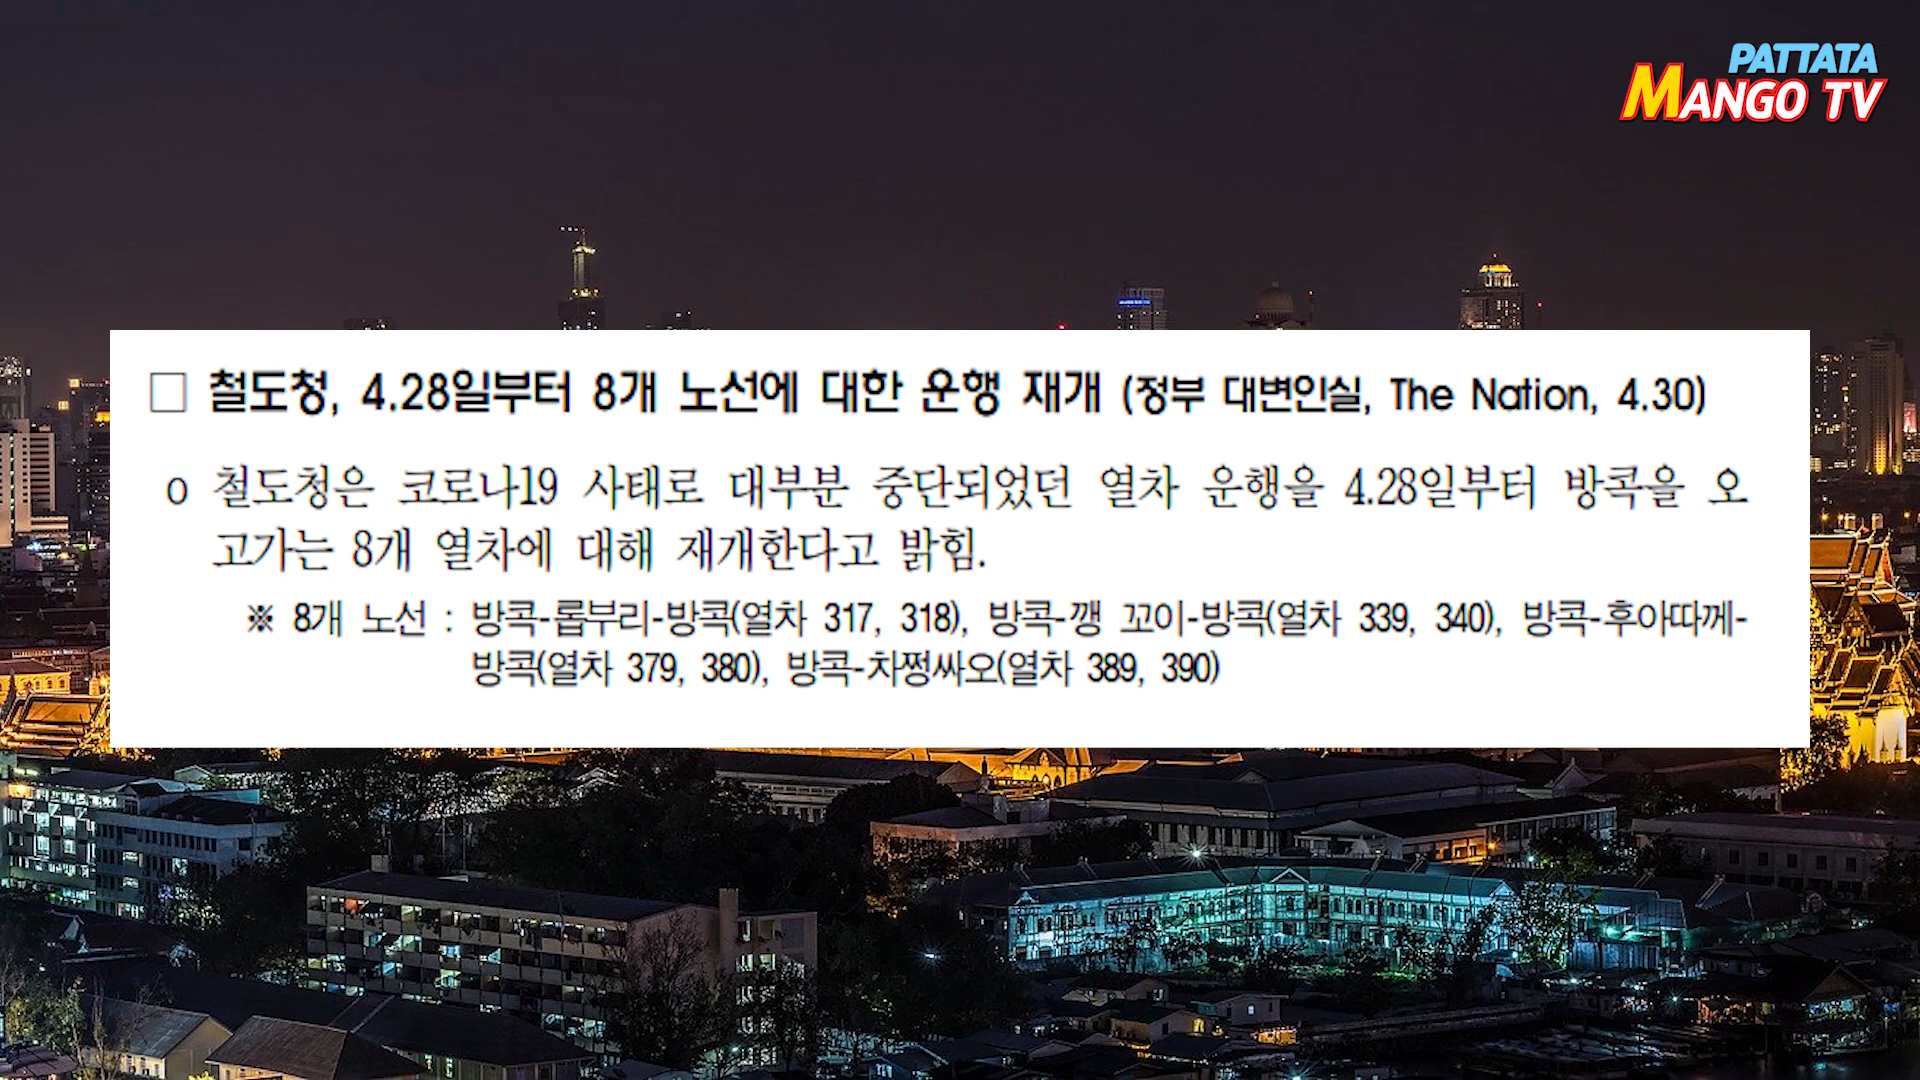 PATTATA
MANGO TV
□ 철도청, 4.28일부터 8개 노선에 대한 운행 재개 (정부 대변인실, The Nation, 4.30)
ο 철도청은 코로나19 사태로 대부분 중단되었던 열차 운행을 4.28일부터 방콕을 오
고가는 8개 열차에 대해 재개한다고 밝힘.
※ 8개 노선 : 방콕-롭부리-방콕(열차 317, 318), 방콕-깽 꼬이-방콕(열차 339, 340), 방콕-후아따께-
방콕(열차 379, 380), 방콕-차쩡싸오(열차 389, 390)